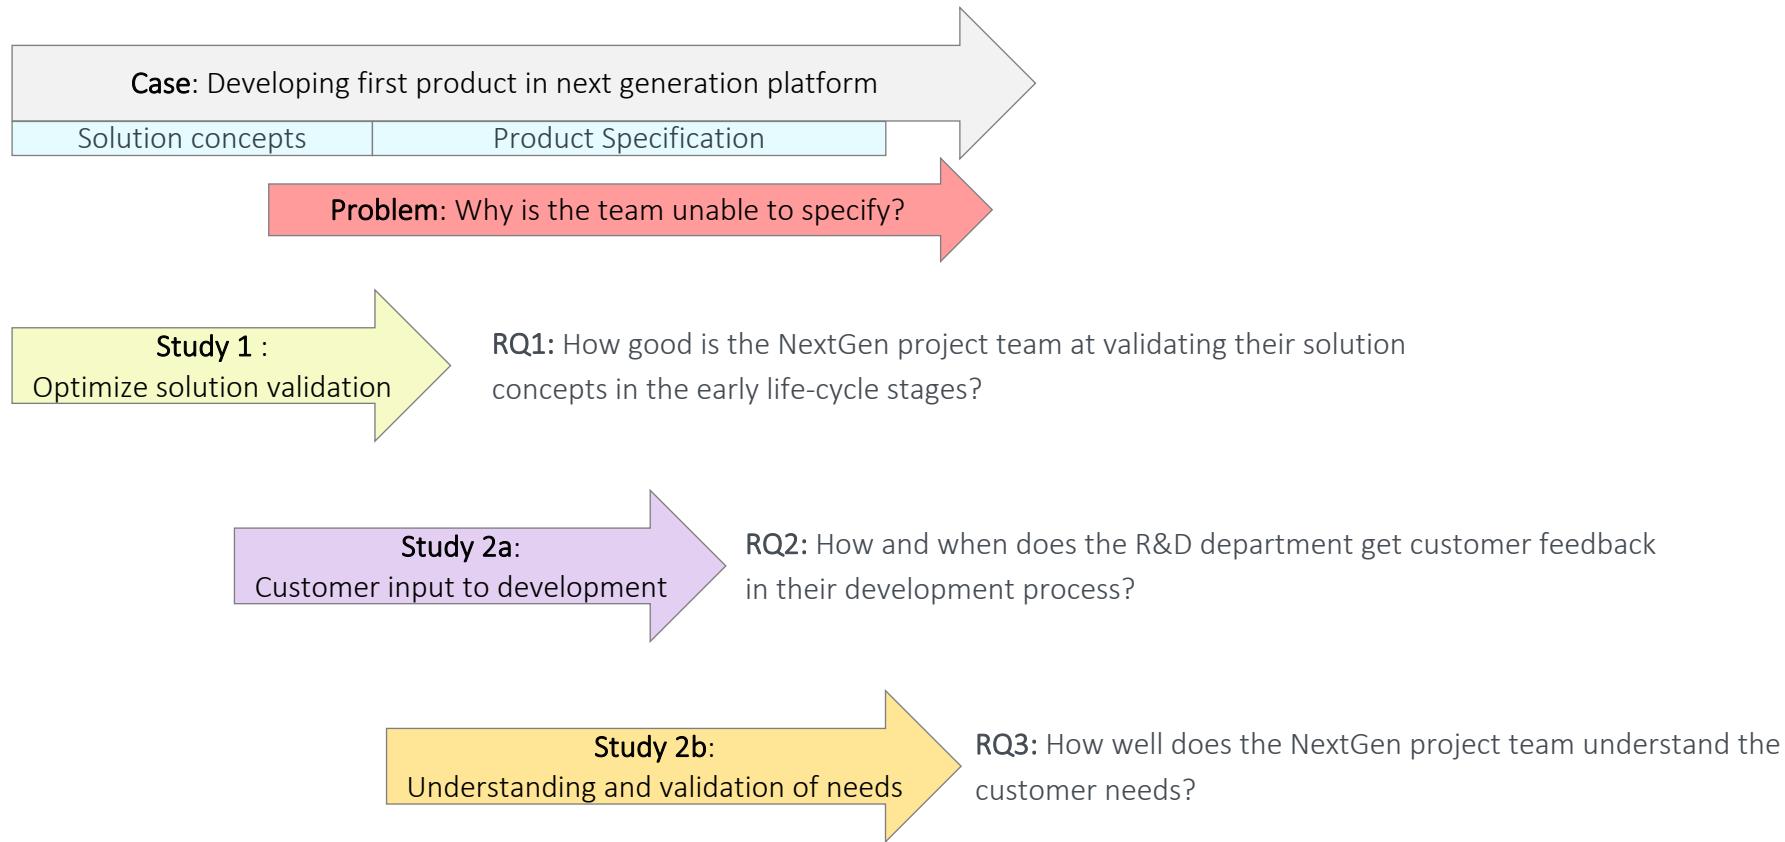 Case: Developing first product in next generation platform
Solution concepts
Product Specification
Problem: Why is the team unable to specify?
Study 1 :
Optimize solution validation
RQ1: How good is the NextGen project team at validating their solution
concepts in the early life-cycle stages?
Study 2a:
Customer input to development
RQ2: How and when does the R&D department get customer feedback
in their development process?
Study 2b:
Understanding and validation of needs
RQ3: How well does the NextGen project team understand the
customer needs?